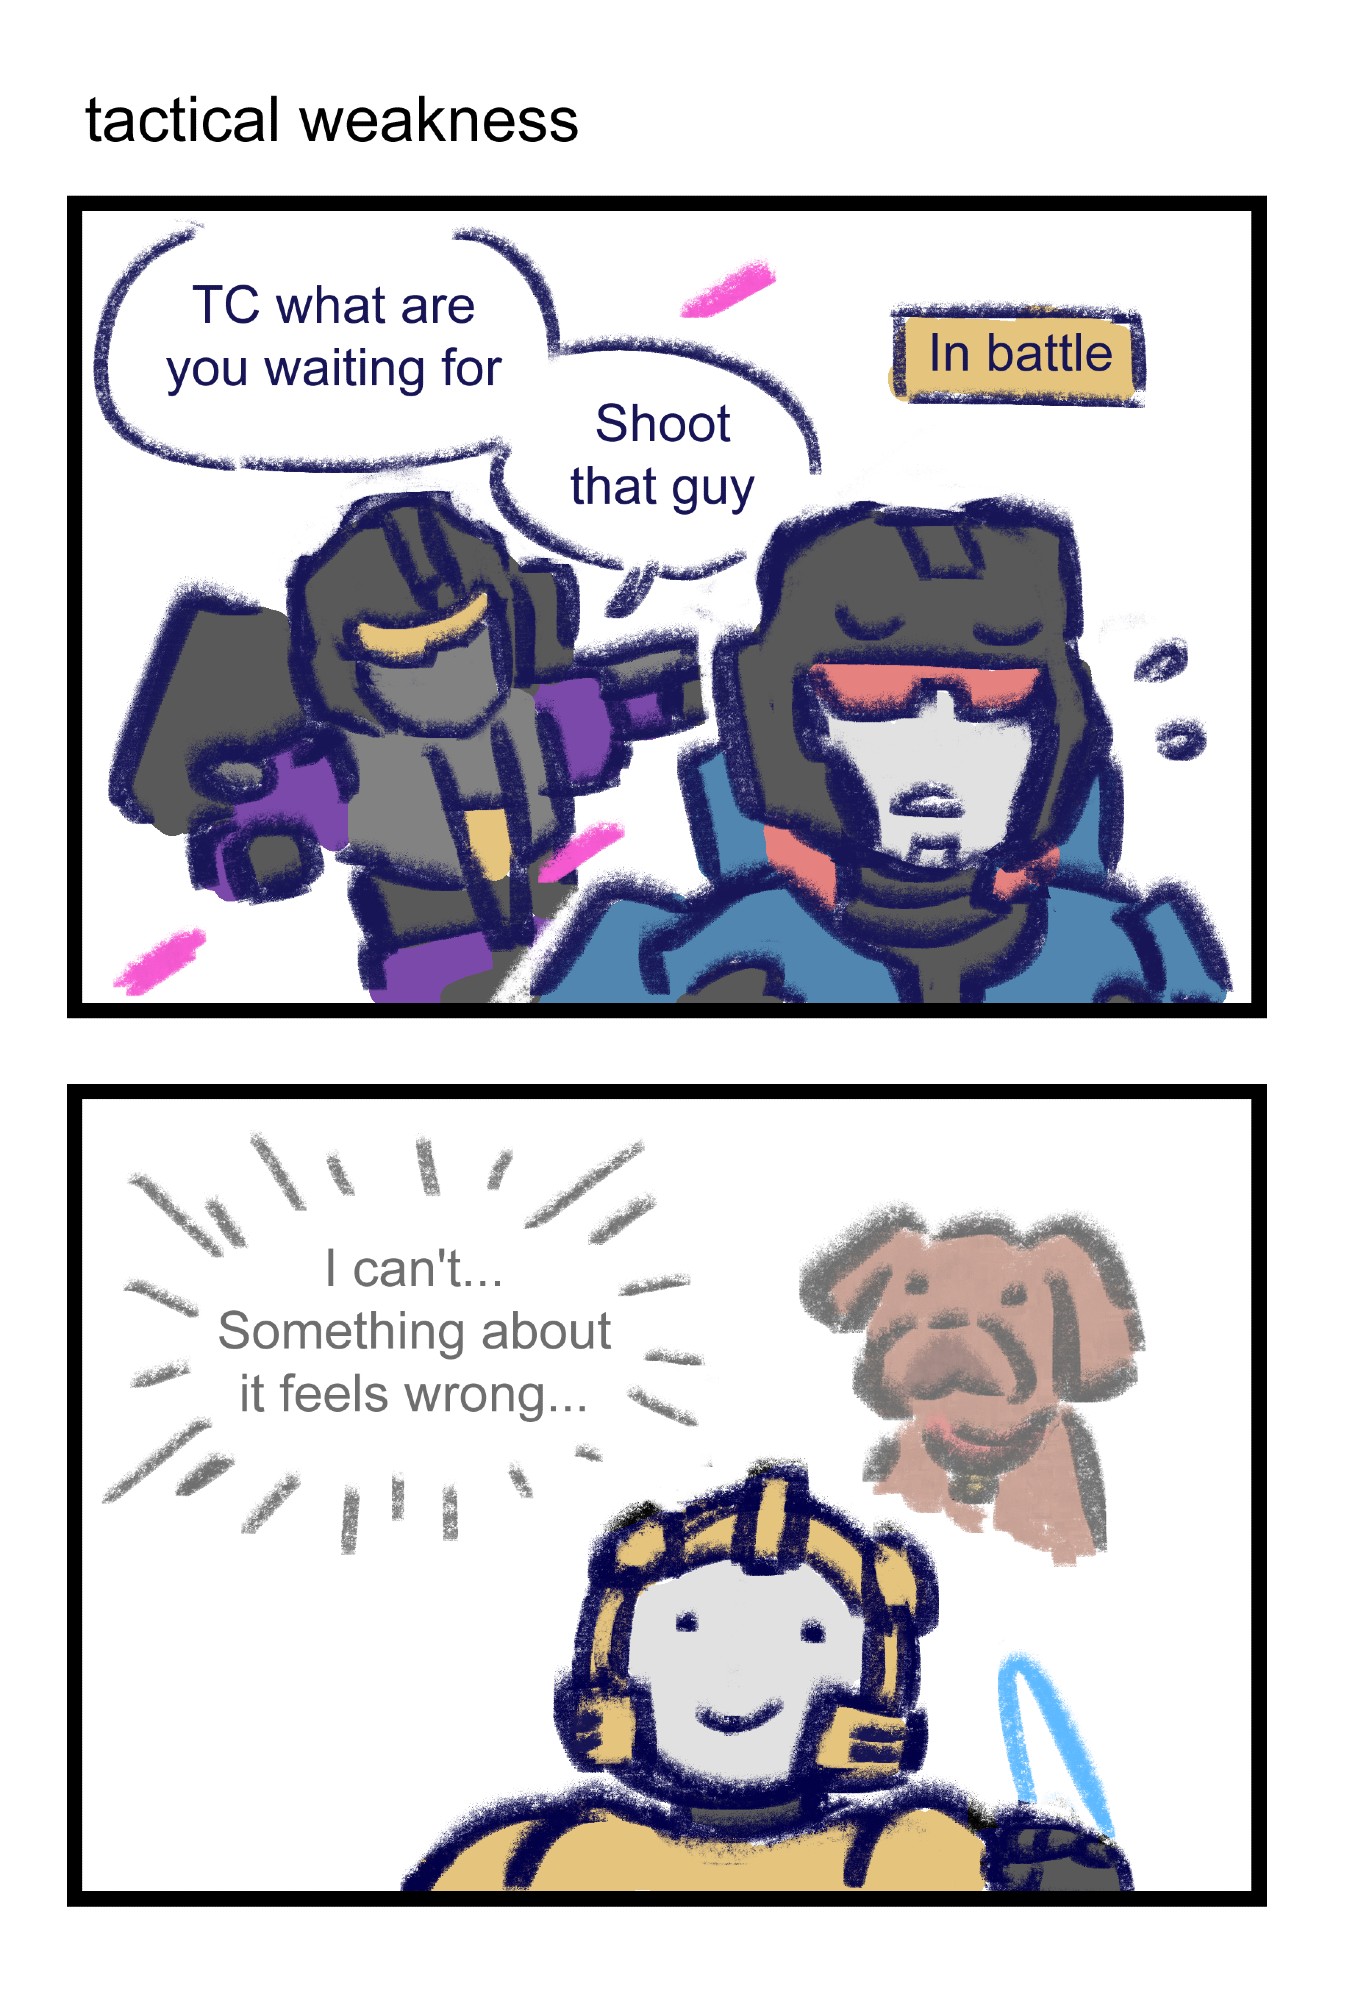 tactical weakness
TC what are
you waiting for
Shoot
that guy
In battle
I can't...
Something about
it feels wrong...